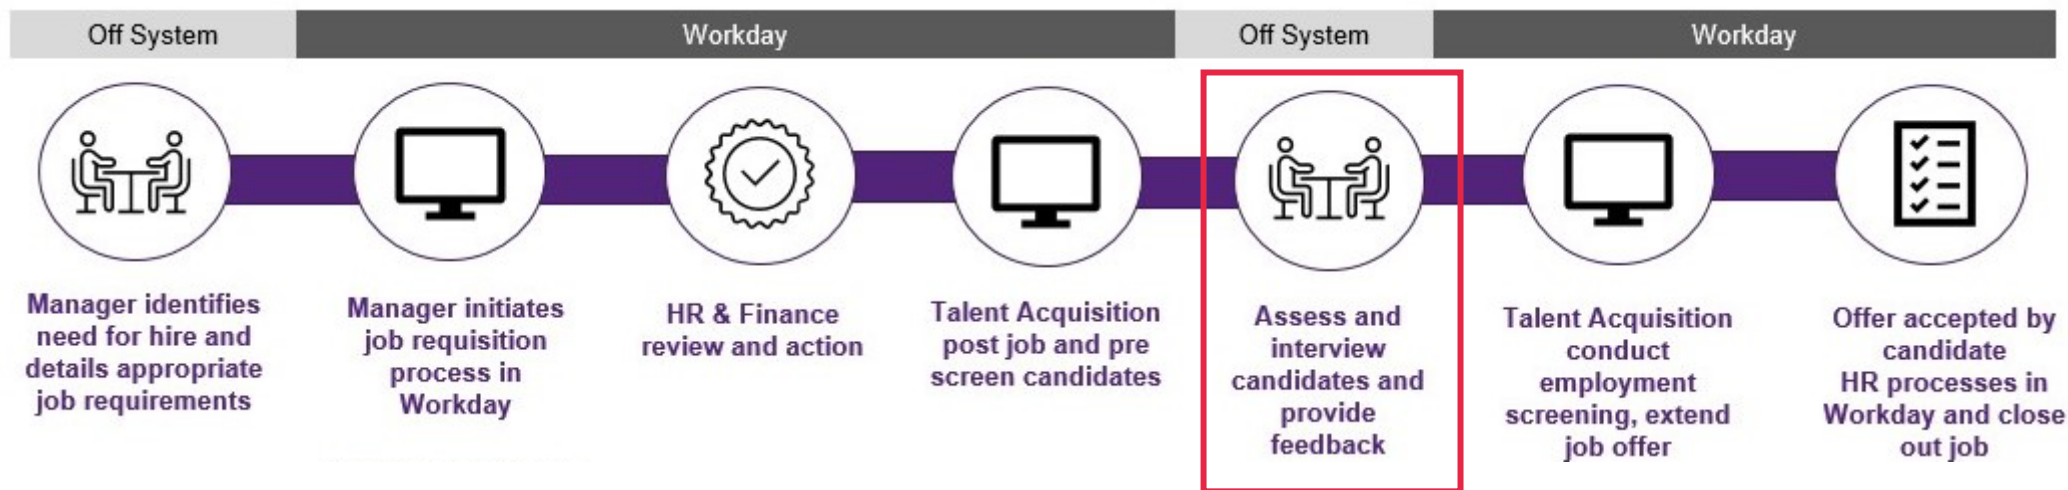 Off System
Workday
Off System
Workday
Manager identifies
need for hire and
details appropriate
job requirements
Manager initiates
job requisition
process in
Workday
HR & Finance
review and action
Talent Acquisition
post job and pre
screen candidates
Assess and
interview
candidates and
provide
feedback
Talent Acquisition
conduct
employment
screening, extend
job offer
Offer accepted by
candidate
HR processes in
Workday and close
out job